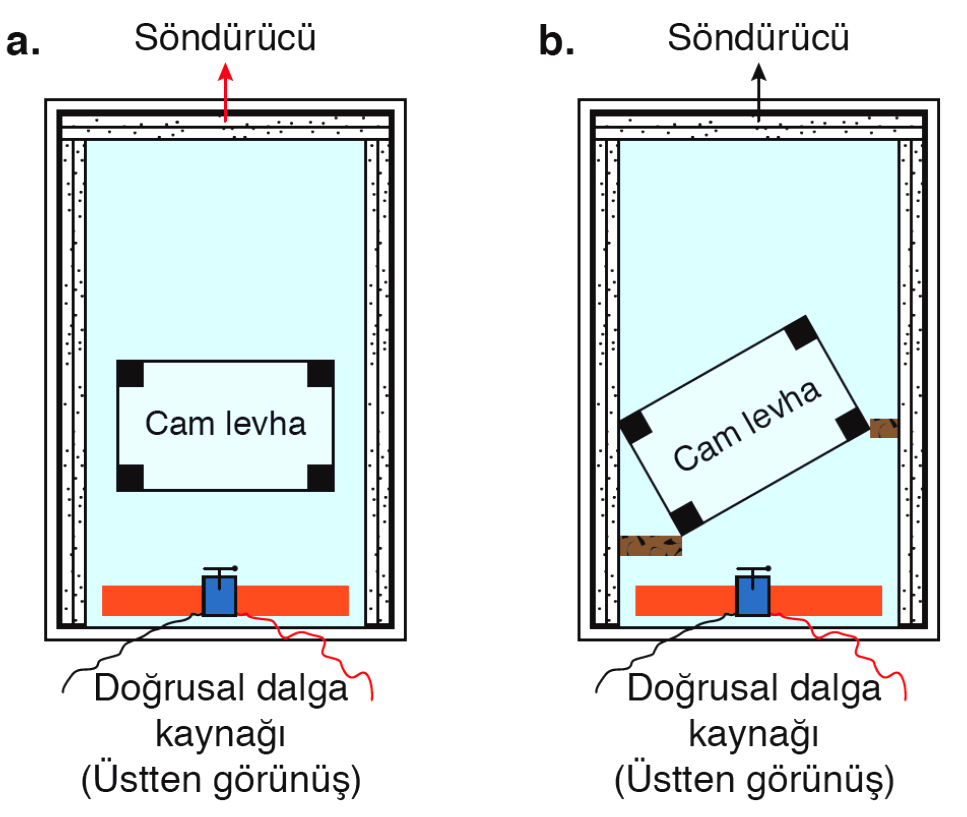 a.
Söndürücü
Cam levha
Doğrusal dalga
kaynağı
(Üstten görünüş)
b.
Söndürücü
Cam levha
Doğrusal dalga
kaynağı
(Üstten görünüş)